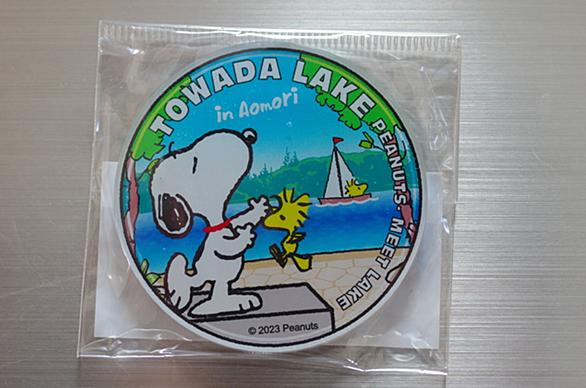 TOWADA LAKE
in Aomori
PEANUTS MEET LAKE
© 2023 Peanuts